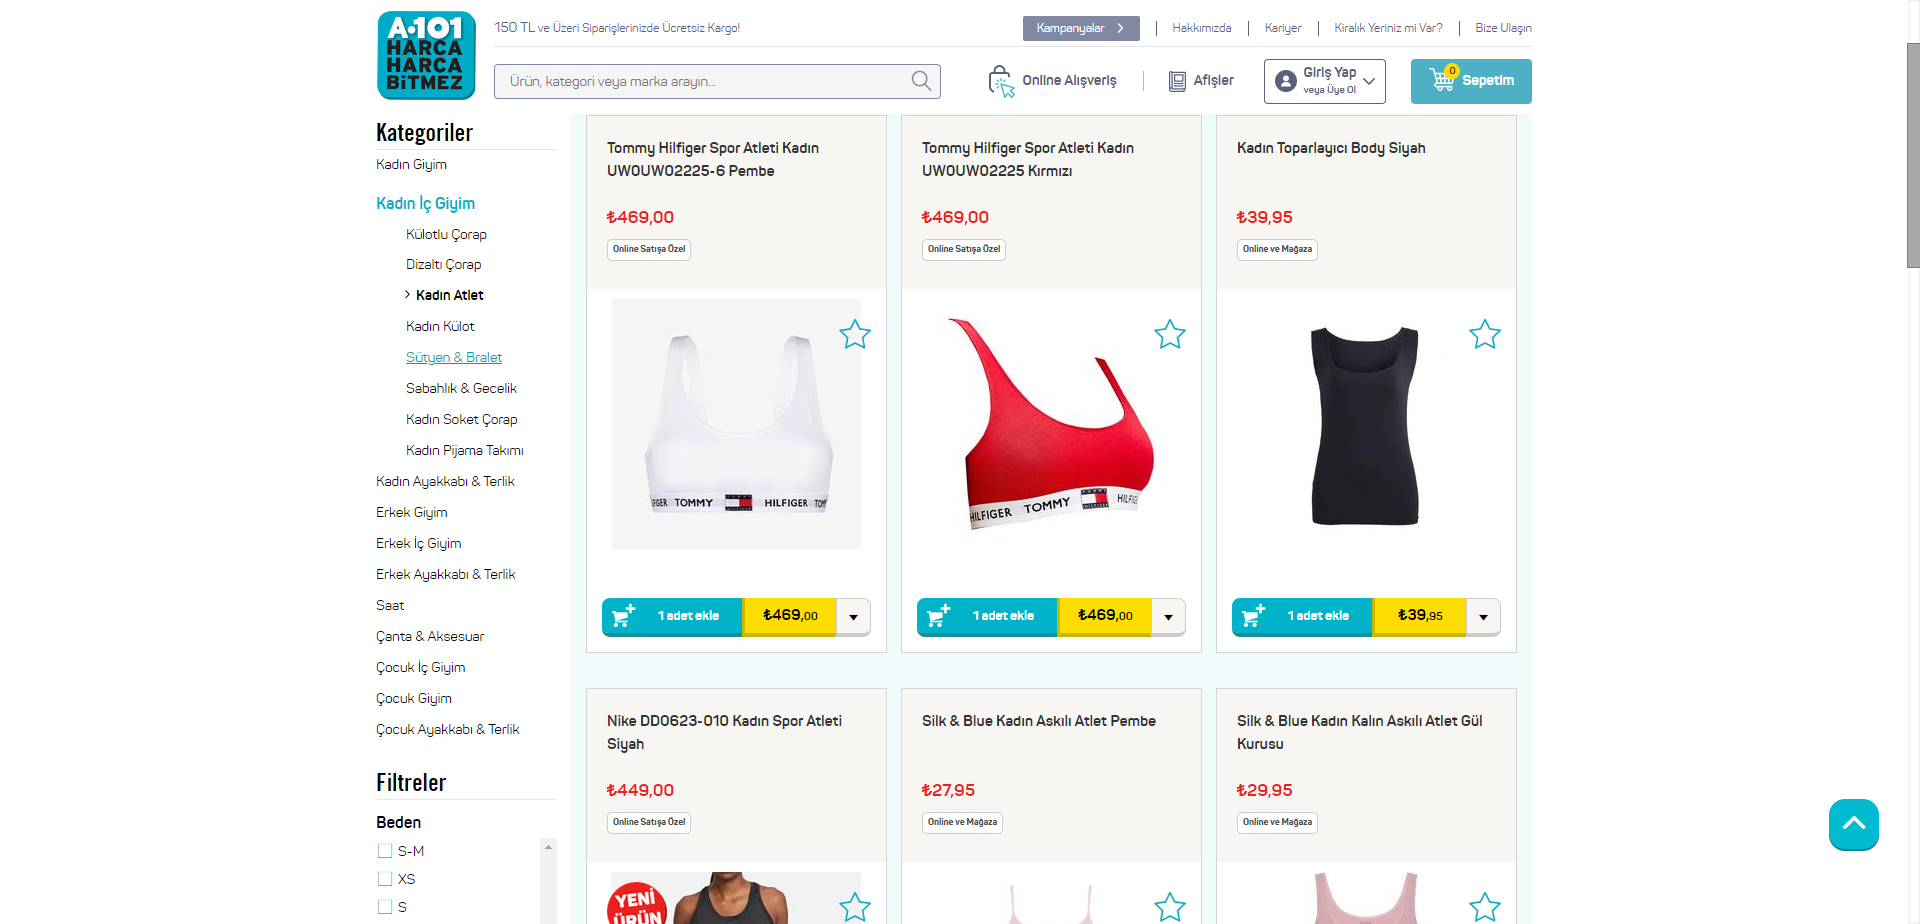 A·101
HARCA
HARCA
BiTMEZ
150 TL ve Üzeri Siparişlerinizde Ücretsiz Kargo!
Kampanyalar
Hakkımızda
Kariyer
Kiralık Yeriniz mi Var?
Bize Ulaşın
Ürün, kategori veya marka arayın...
Online Alışveriş
Afişler
Giriş Yap
veya Üye Ol
0
Sepetim
Kategoriler
Kadın Giyim
Kadın İç Giyim
Külotlu Çorap
Dizaltı Çorap
Kadın Atlet
Kadın Külot
Sütyen & Bralet
Sabahlık & Gecelik
Kadın Soket Çorap
Kadın Pijama Takımı
Kadın Ayakkabı & Terlik
Erkek Giyim
Erkek İç Giyim
Erkek Ayakkabı & Terlik
Saat
Çanta & Aksesuar
Çocuk İç Giyim
Çocuk Giyim
Çocuk Ayakkabı & Terlik
Filtreler
Beden
S-M
XS
S
Tommy Hilfiger Spor Atleti Kadın
UW0UW02225-6 Pembe
₺469,00
Online Satışa Özel
FIGER TOMMY HILFIGER TOM
1 adet ekle
₺469,00
Tommy Hilfiger Spor Atleti Kadın
UW0UW02225 Kırmızı
₺469,00
Online Satışa Özel
HILFIGER TOMMY HILFIG
1 adet ekle
₺469,00
Kadın Toparlayıcı Body Siyah
₺39,95
Online ve Mağaza
1 adet ekle
₺39,95
Nike DD0623-010 Kadın Spor Atleti
Siyah
₺449,00
Online Satışa Özel
YENİ
ÜRÜN
Silk & Blue Kadın Askılı Atlet Pembe
₺27,95
Online ve Mağaza
Silk & Blue Kadın Kalın Askılı Atlet Gül
Kurusu
₺29,95
Online ve Mağaza